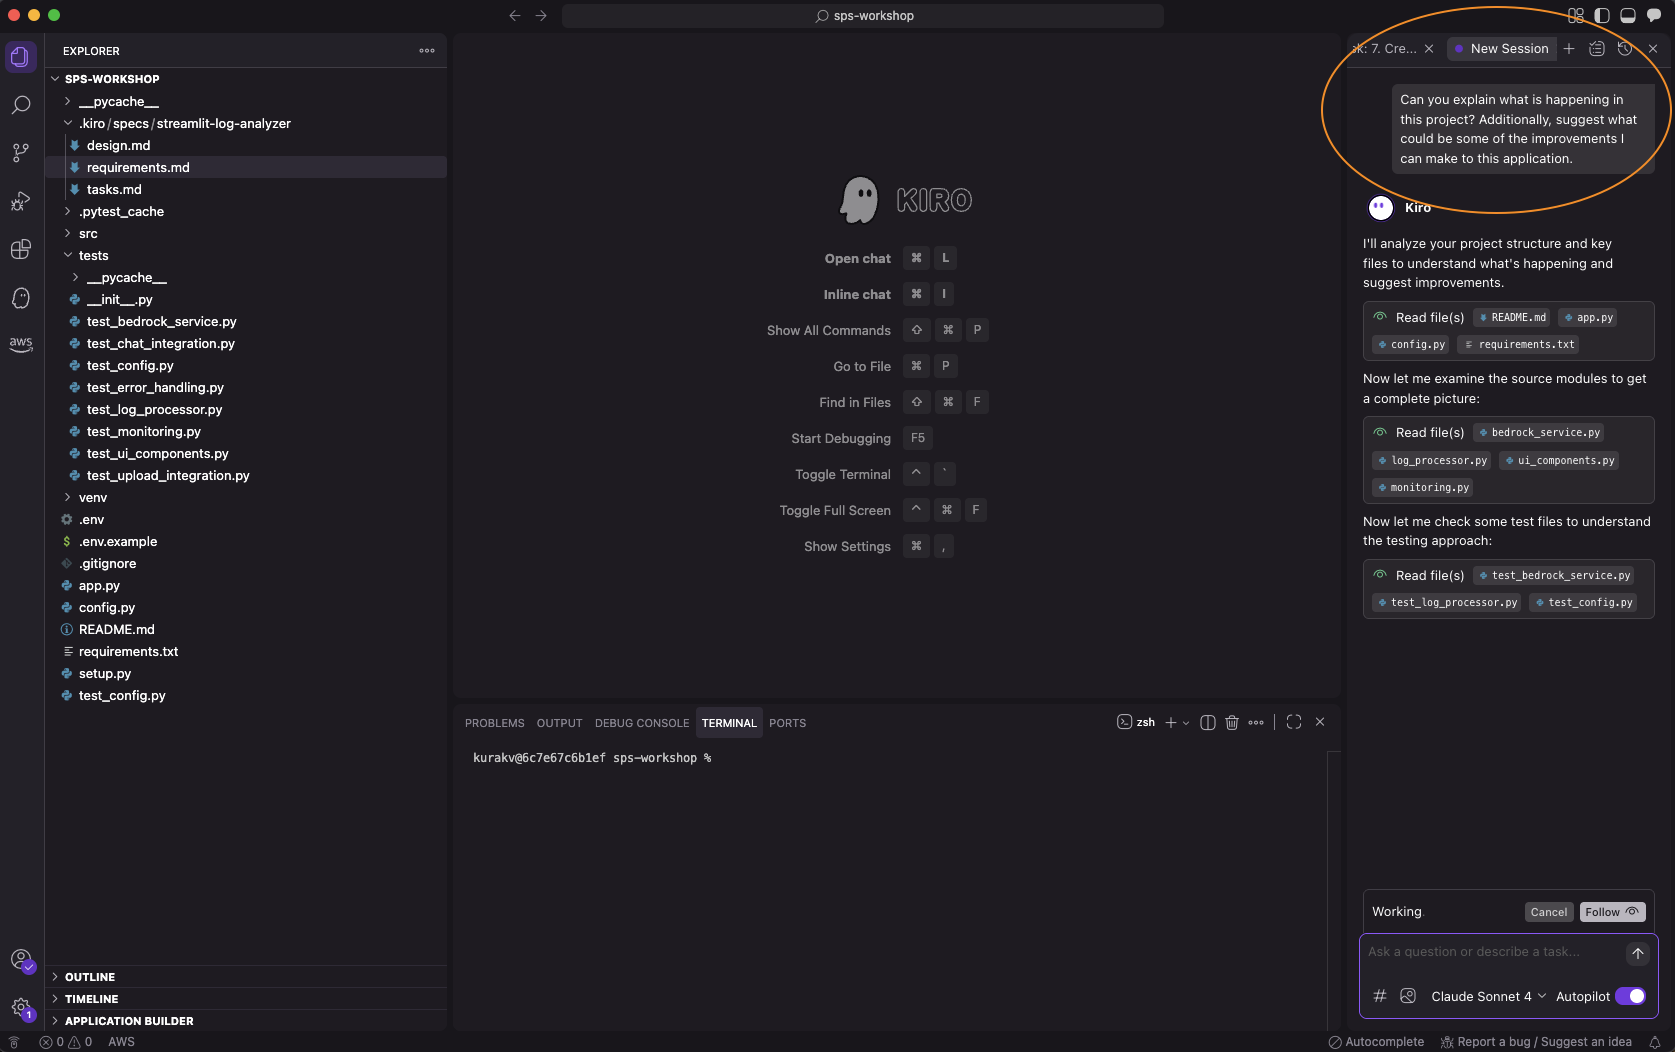 sps-workshop
EXPLORER
SPS-WORKSHOP
__pycache__
.kiro/specs/streamlit-log-analyzer
design.md
requirements.md
tasks.md
.pytest_cache
src
tests
__pycache__
__init__.py
test_bedrock_service.py
test_chat_integration.py
test_config.py
test_error_handling.py
test_log_processor.py
test_monitoring.py
test_ui_components.py
test_upload_integration.py
venv
.env
$ .env.example
.gitignore
app.py
config.py
README.md
requirements.txt
setup.py
test_config.py
OUTLINE
TIMELINE
APPLICATION BUILDER
aws
1
KIRO
Open chat ⌘ L
Inline chat ⌘ I
Show All Commands ⇧ ⌘ P
Go to File ⌘ P
Find in Files ⇧ ⌘ F
Start Debugging F5
Toggle Terminal ^ `
Toggle Full Screen ^ ⌘ F
Show Settings ⌘ ,
PROBLEMS OUTPUT DEBUG CONSOLE TERMINAL PORTS
zsh
kurakv@6c7e67c6b1ef sps-workshop %
sk: 7. Cre... New Session
Can you explain what is happening in
this project? Additionally, suggest what
could be some of the improvements I
can make to this application.
Kiro
I'll analyze your project structure and key
files to understand what's happening and
suggest improvements.
Read file(s) README.md app.py
config.py requirements.txt
Now let me examine the source modules to get
a complete picture:
Read file(s) bedrock_service.py
log_processor.py ui_components.py
monitoring.py
Now let me check some test files to understand
the testing approach:
Read file(s) test_bedrock_service.py
test_log_processor.py test_config.py
Working. Cancel Follow
Ask a question or describe a task...
# Claude Sonnet 4 Autopilot
0 0 AWS
Autocomplete Report a bug / Suggest an idea